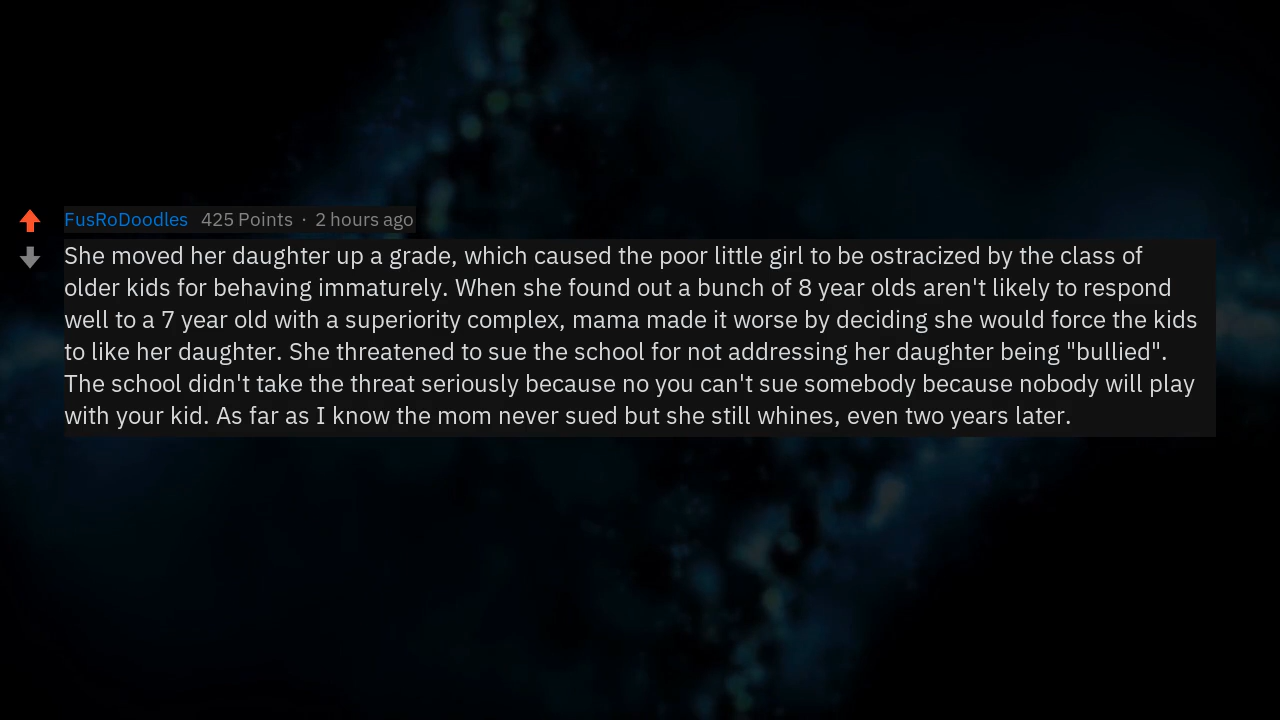 FusRoDoodles 425 Points · 2 hours ago
She moved her daughter up a grade, which caused the poor little girl to be ostracized by the class of
older kids for behaving immaturely. When she found out a bunch of 8 year olds aren't likely to respond
well to a 7 year old with a superiority complex, mama made it worse by deciding she would force the kids
to like her daughter. She threatened to sue the school for not addressing her daughter being "bullied".
The school didn't take the threat seriously because no you can't sue somebody because nobody will play
with your kid. As far as I know the mom never sued but she still whines, even two years later.